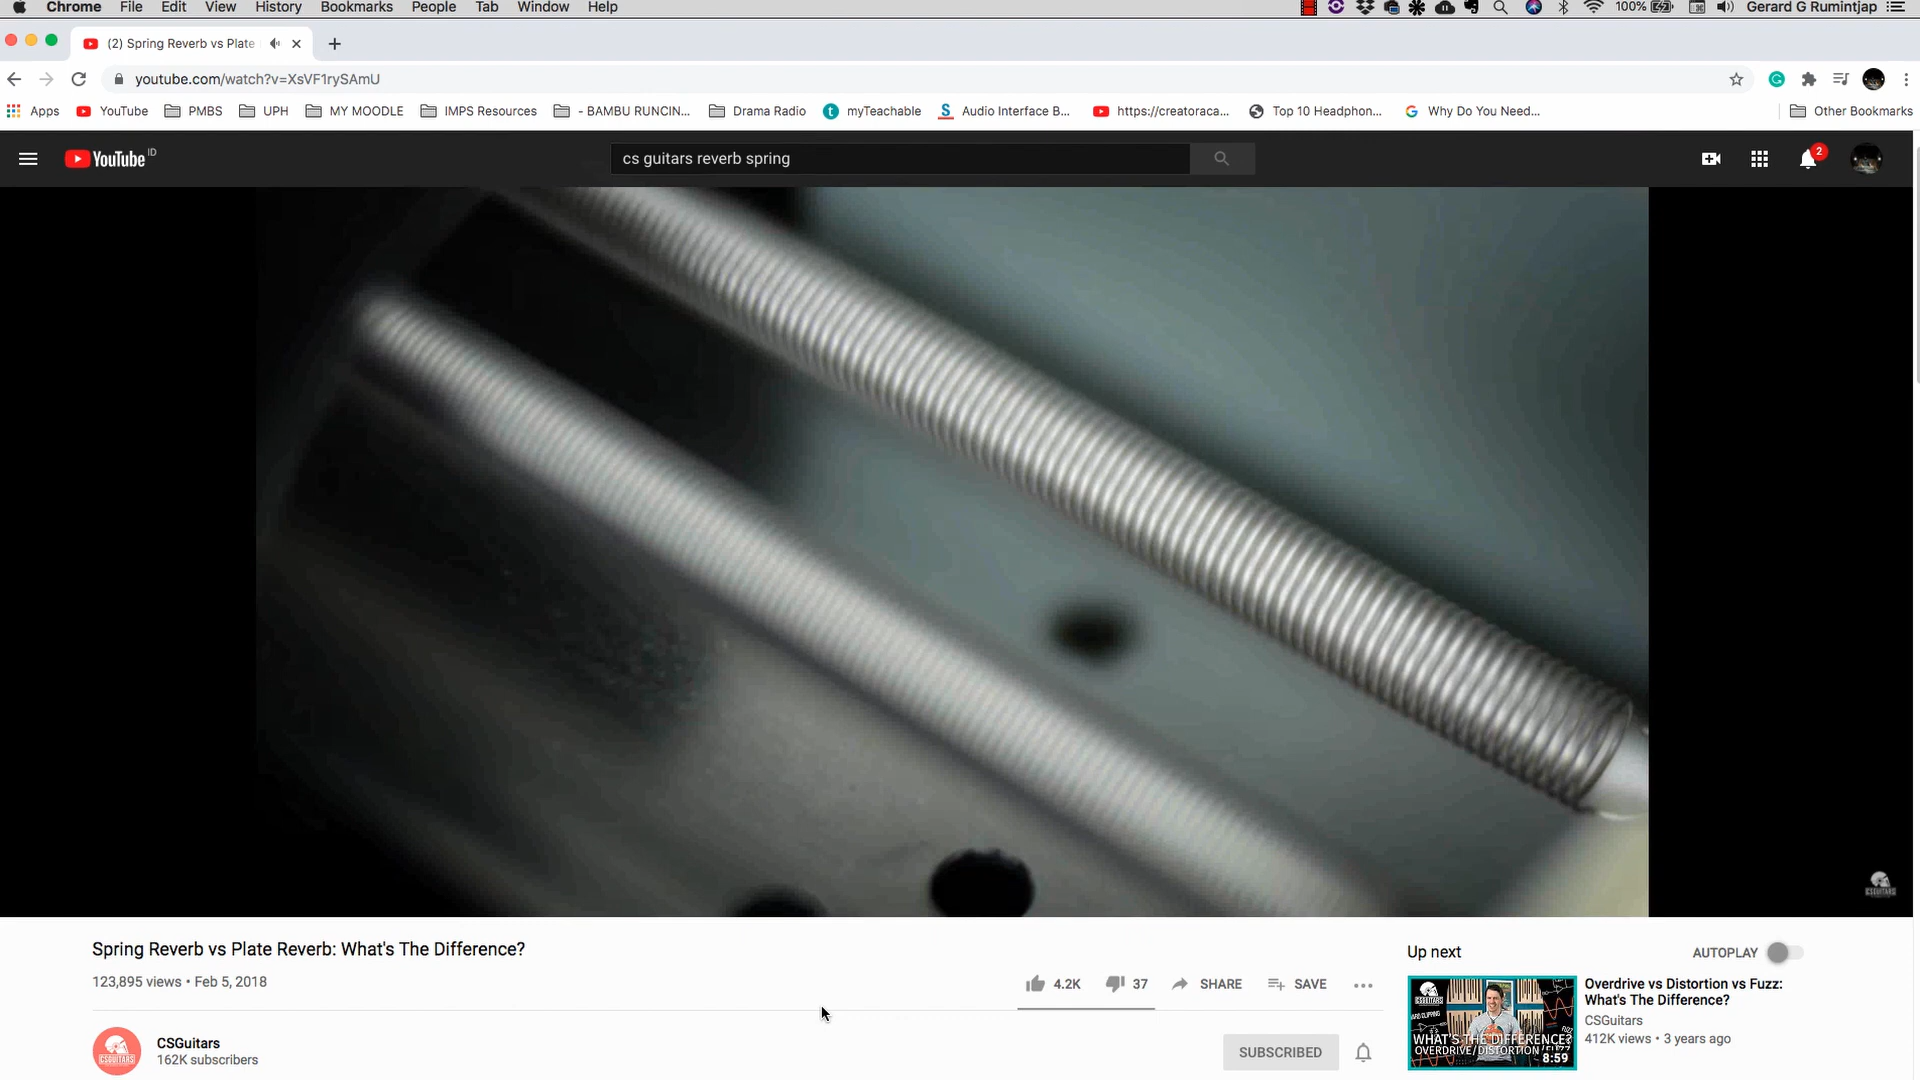 Chrome File Edit View History Bookmarks People Tab Window Help 100% Gerard G Rumintjap
(2) Spring Reverb vs Plate
youtube.com/watch?v=XsVF1rySAmU
Apps YouTube PMBS UPH MY MOODLE IMPS Resources - BAMBU RUNCIN... Drama Radio myTeachable Audio Interface B... https://creatoraca... Top 10 Headphon... Why Do You Need... Other Bookmarks
YouTube ID cs guitars reverb spring 2
CSGUITARS
Spring Reverb vs Plate Reverb: What's The Difference?
123,895 views • Feb 5, 2018
4.2K 37 SHARE SAVE
CSGuitars
162K subscribers
SUBSCRIBED
Up next AUTOPLAY
CSGUITARS
WHAT'S THE DIFFERENCE?
OVERDRIVE/DISTORTION/FUZZ
8:59
Overdrive vs Distortion vs Fuzz:
What's The Difference?
CSGuitars
412K views • 3 years ago